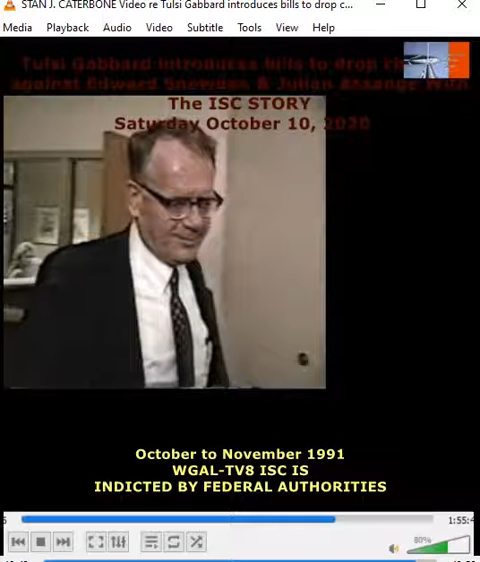 STAN J. CATERBONE Video re Tulsi Gabbard introduces bills to drop c...
Media Playback Audio Video Subtitle Tools View Help
Tulsi Gabbard introduces bills to drop
against Edward Snowden & Julian Assange With
The ISC STORY
Saturday October 10, 2020
October to November 1991
WGAL-TV8 ISC IS
INDICTED BY FEDERAL AUTHORITIES
1:55:4
80%